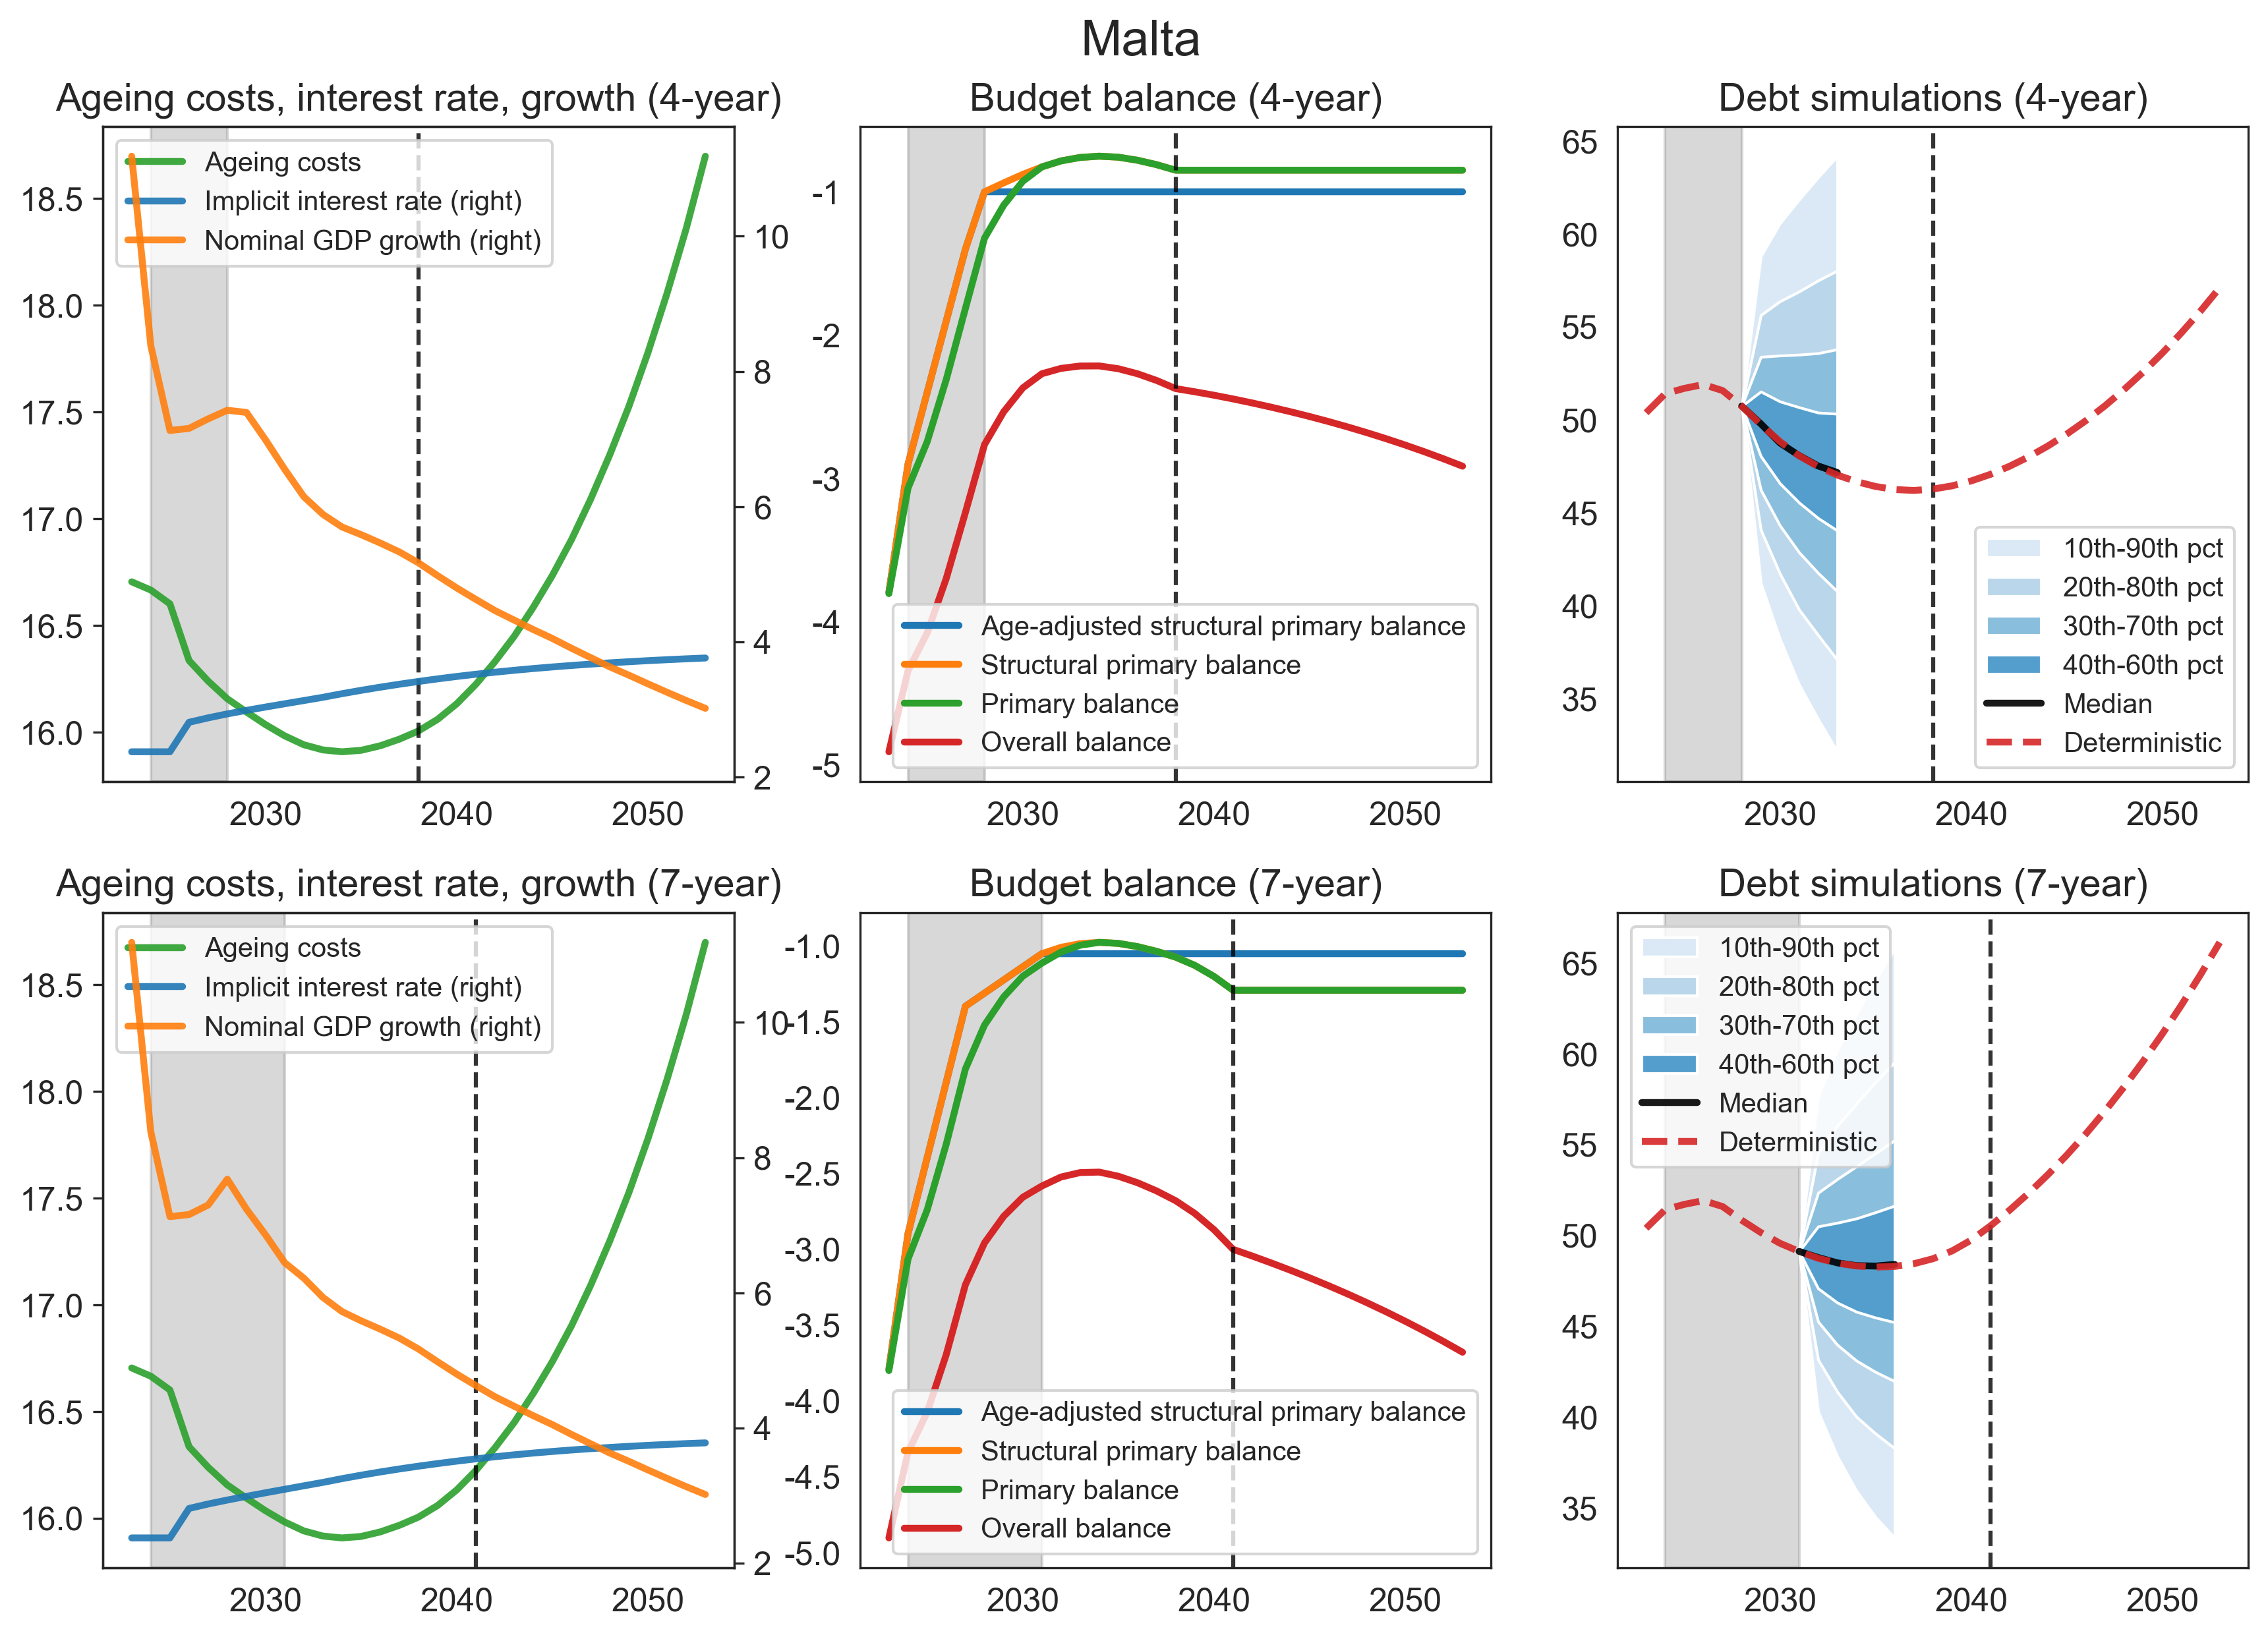 Malta
Ageing costs, interest rate, growth (4-year)
Ageing costs
Implicit interest rate (right)
Nominal GDP growth (right)
18.5
18.0
17.5
17.0
16.5
16.0
10
8
6
4
2
2030 2040 2050
Budget balance (4-year)
-1
-2
-3
-4
-5
Age-adjusted structural primary balance
Structural primary balance
Primary balance
Overall balance
2030 2040 2050
Debt simulations (4-year)
65
60
55
50
45
40
35
10th-90th pct
20th-80th pct
30th-70th pct
40th-60th pct
Median
Deterministic
2030 2040 2050
Ageing costs, interest rate, growth (7-year)
Ageing costs
Implicit interest rate (right)
Nominal GDP growth (right)
18.5
18.0
17.5
17.0
16.5
16.0
10
8
6
4
2
2030 2040 2050
Budget balance (7-year)
-1.0
-1.5
-2.0
-2.5
-3.0
-3.5
-4.0
-4.5
-5.0
Age-adjusted structural primary balance
Structural primary balance
Primary balance
Overall balance
2030 2040 2050
Debt simulations (7-year)
65
60
55
50
45
40
35
10th-90th pct
20th-80th pct
30th-70th pct
40th-60th pct
Median
Deterministic
2030 2040 2050